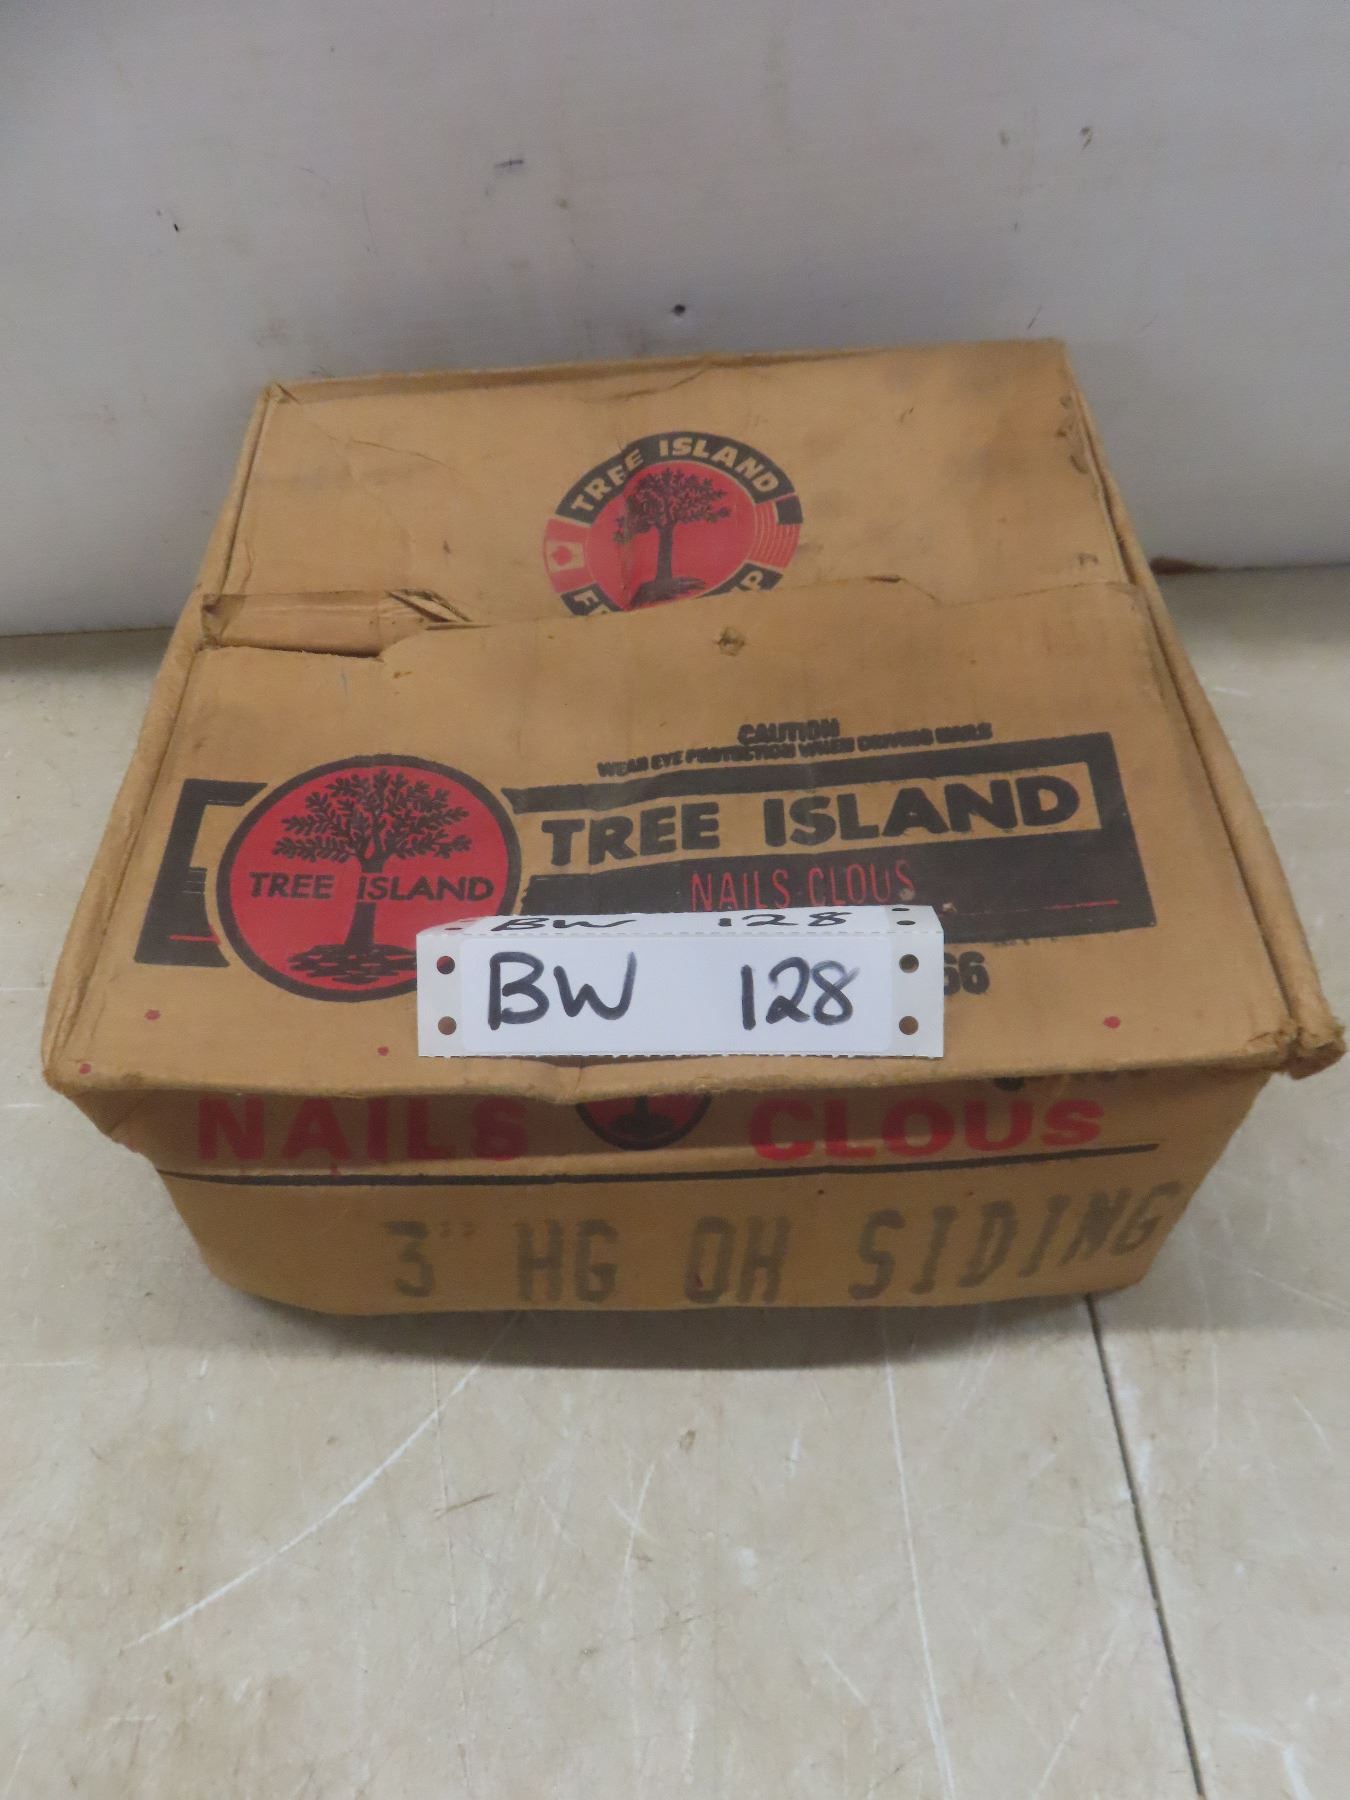 TREE ISLAND
CAUTION
WEAR EYE PROTECTION WHEN DRIVING NAILS
TREE ISLAND
TREE ISLAND
NAILS-CLOUS
BW 128
BW 128
66
NAILS CLOUS
3" HG OH SIDING